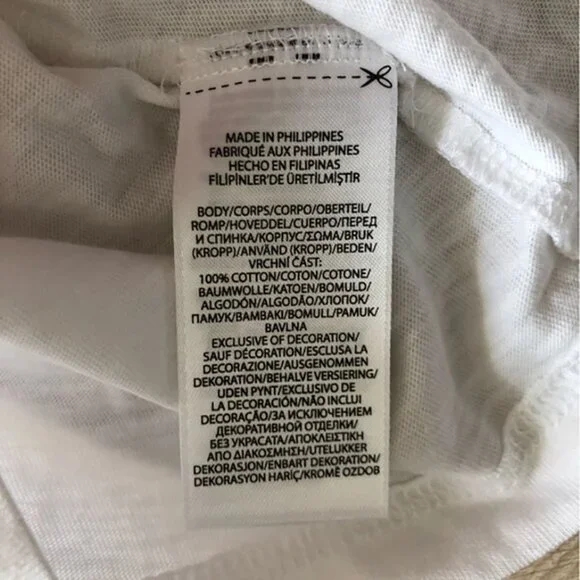 MADE IN PHILIPPINES
FABRIQUÉ AUX PHILIPPINES
HECHO EN FILIPINAS
FİLİPİNLER'DE ÜRETİLMİŞTİR
BODY/CORPS/CORPO/OBERTEIL/
ROMP/HOVEDDEL/CUERPO/ПЕРЕД
И СПИНКА/КОРПУС/ΣΩΜΑ/BRUK
(KROPP)/ANVÄND (KROPP)/BEDEN/
VRCHNÍ ČÁST:
100% COTTON/COTON/COTONE/
BAUMWOLLE/KATOEN/BOMULD/
ALGODÓN/ALGODÃO/ХЛОПОК/
ПАМУК/ΒΑΜΒΑΚΙ/BOMULL/PAMUK/
BAVLNA
EXCLUSIVE OF DECORATION/
SAUF DÉCORATION/ESCLUSA LA
DECORAZIONE/AUSGENOMMEN
DEKORATION/BEHALVE VERSIERING/
UDEN PYNT/EXCLUSIVO DE
LA DECORACIÓN/NÃO INCLUI
DECORAÇÃO/ЗА ИСКЛЮЧЕНИЕМ
ДЕКОРАТИВНОЙ ОТДЕЛКИ/
БЕЗ УКРАСАТА/ΑΠΟΚΛΕΙΣΤΙΚΗ
ΑΠΟ ΔΙΑΚΟΣΜΗΣΗ/UTELUKKER
DEKORASJON/ENBART DEKORATION/
DEKORASYON HARİÇ/KROMĚ OZDOB